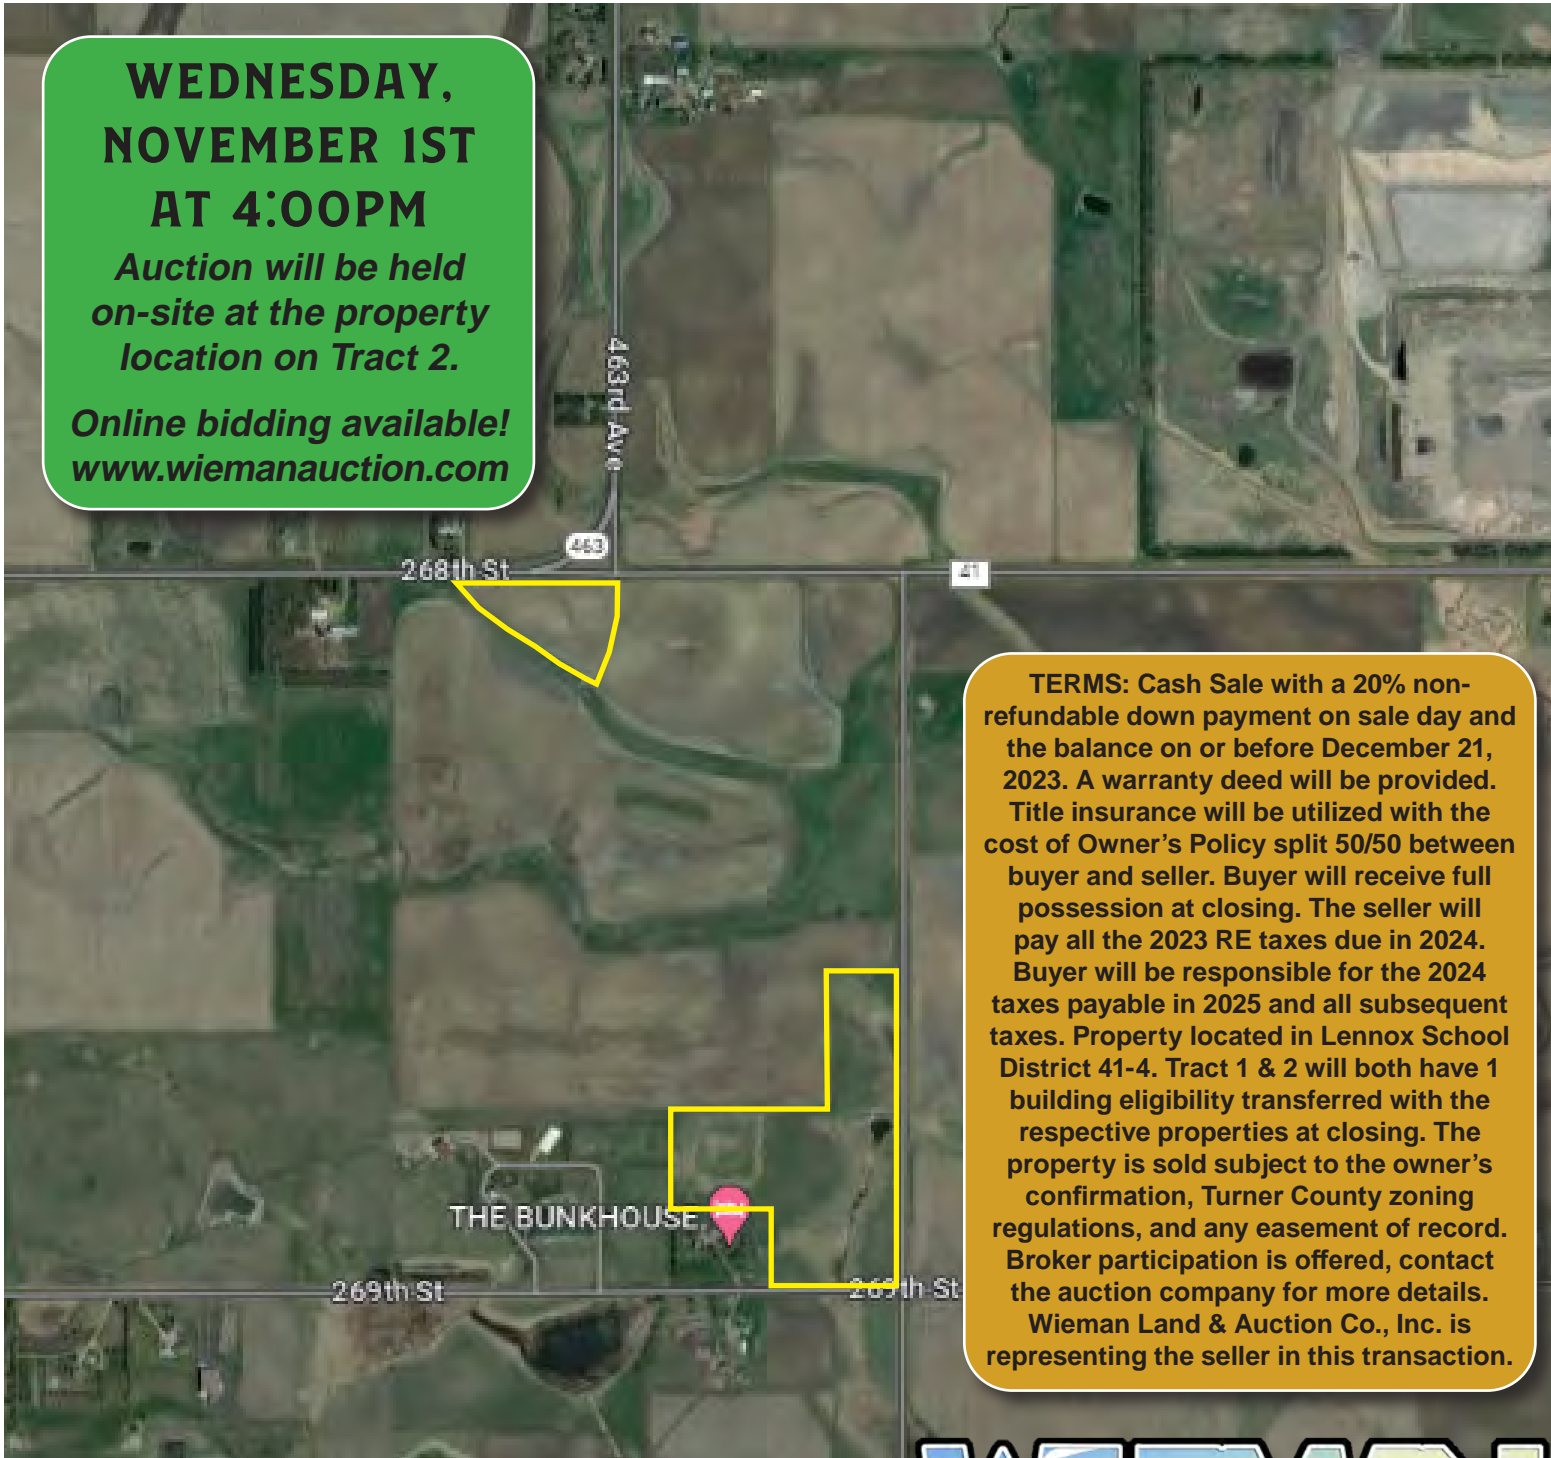 WEDNESDAY,
NOVEMBER 1ST
AT 4:00PM
Auction will be held
on-site at the property
location on Tract 2.
Online bidding available!
www.wiemanauction.com
463rd Ave
463
268th St
41
TERMS: Cash Sale with a 20% non-
refundable down payment on sale day and
the balance on or before December 21,
2023. A warranty deed will be provided.
Title insurance will be utilized with the
cost of Owner's Policy split 50/50 between
buyer and seller. Buyer will receive full
possession at closing. The seller will
pay all the 2023 RE taxes due in 2024.
Buyer will be responsible for the 2024
taxes payable in 2025 and all subsequent
taxes. Property located in Lennox School
District 41-4. Tract 1 & 2 will both have 1
building eligibility transferred with the
respective properties at closing. The
property is sold subject to the owner's
confirmation, Turner County zoning
regulations, and any easement of record.
Broker participation is offered, contact
the auction company for more details.
Wieman Land & Auction Co., Inc. is
representing the seller in this transaction.
THE BUNKHOUSE
269th St
269th St